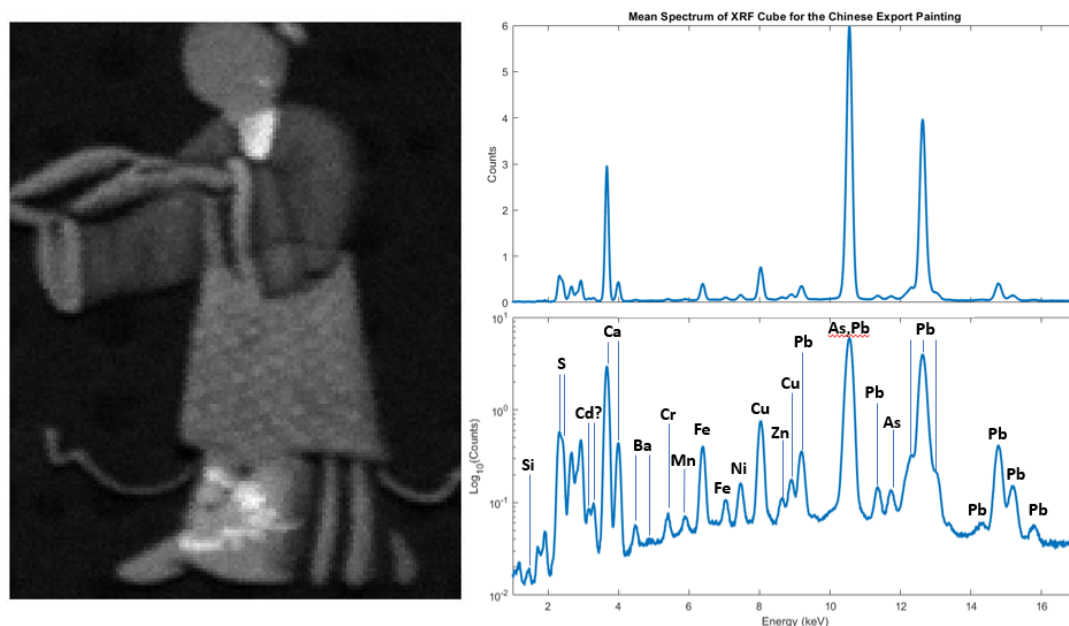 Mean Spectrum of XRF Cube for the Chinese Export Painting
6
5
4
3
2
1
0
Counts
2 4 6 8 10 12 14 16
10^1
10^0
10^-1
10^-2
Log10(Counts)
Si
S
Cd?
Ca
Ba
Cr
Mn
Fe
Fe
Ni
Cu
Zn
Cu
Pb
As,Pb
Pb
As
Pb
Pb
Pb
Pb
Energy (keV)